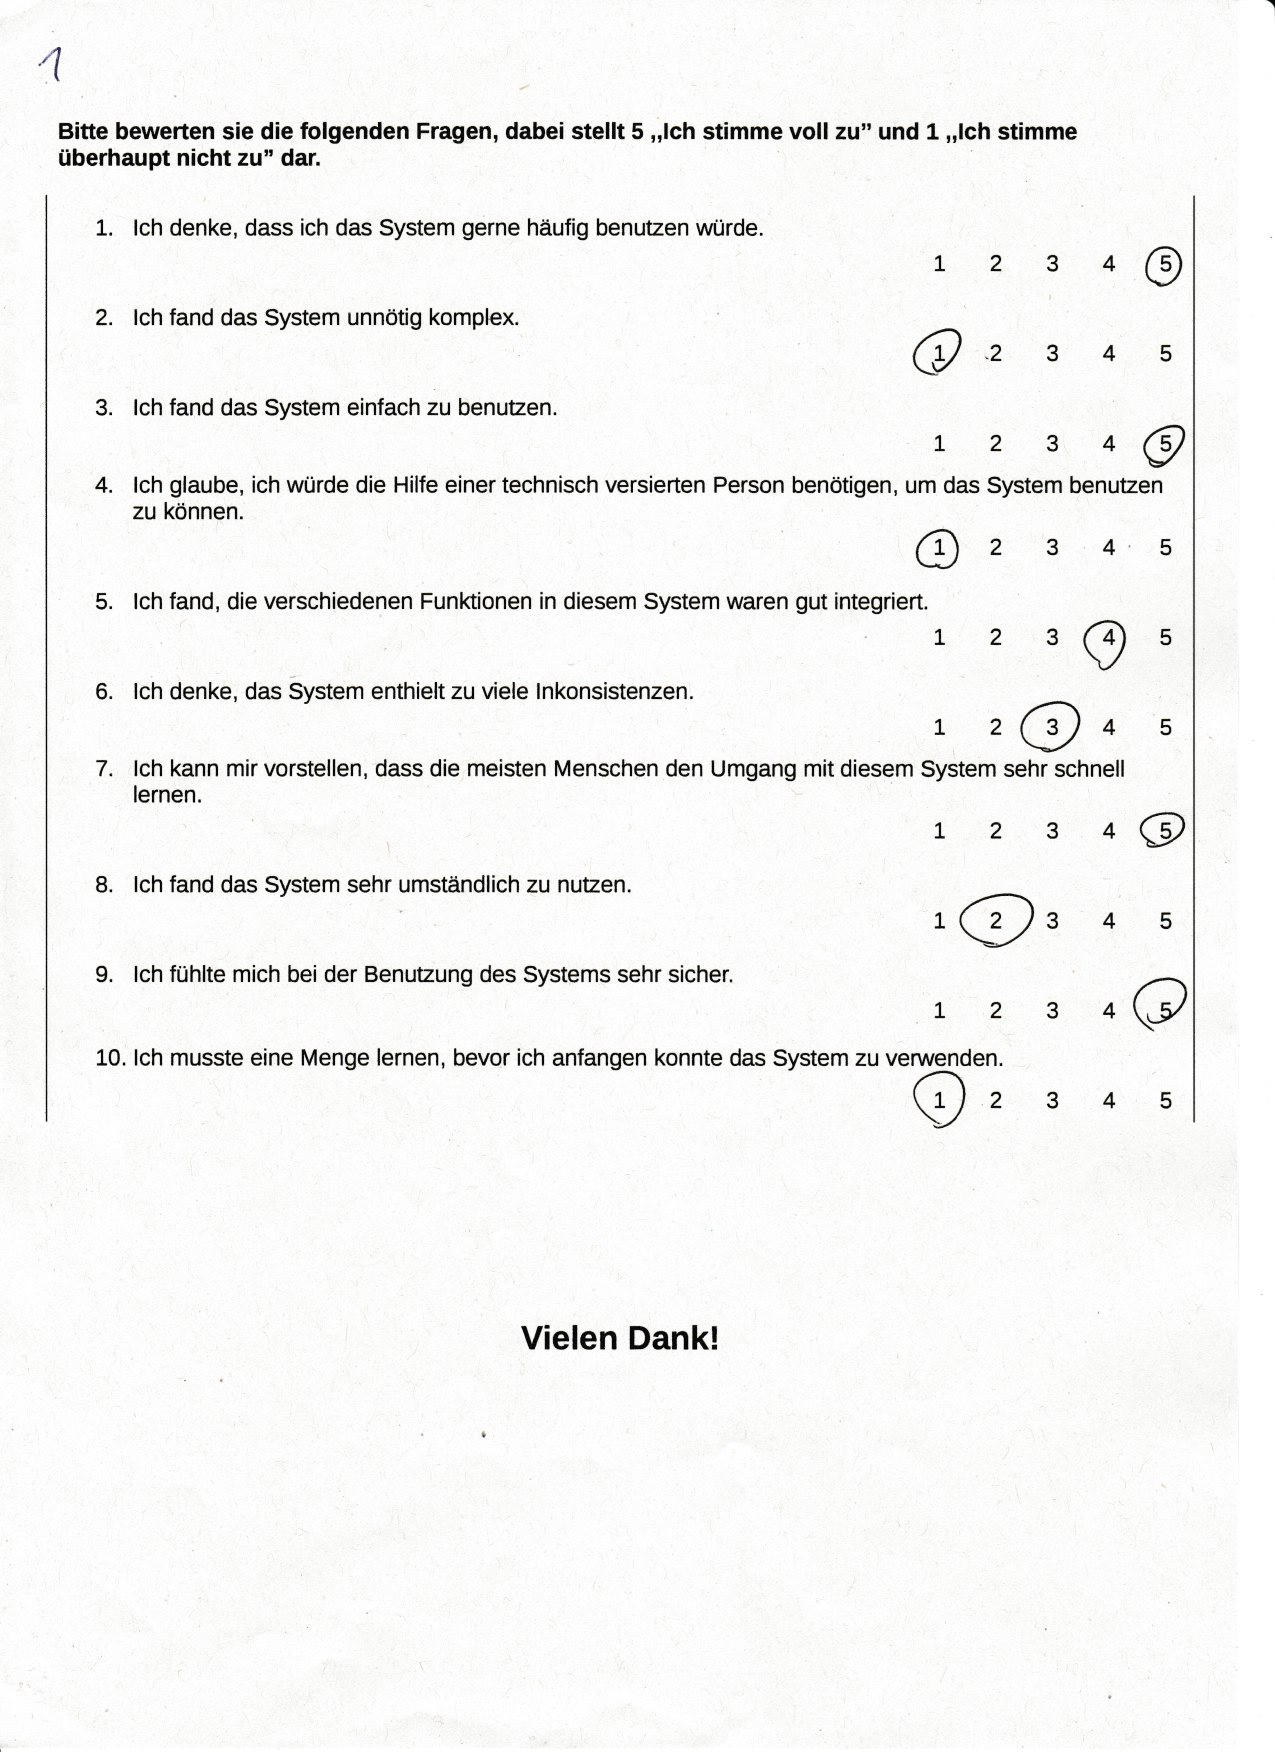 1
Bitte bewerten sie die folgenden Fragen, dabei stellt 5 ,,Ich stimme voll zu” und 1 ,,Ich stimme
überhaupt nicht zu” dar.
1. Ich denke, dass ich das System gerne häufig benutzen würde.
1 2 3 4 5
2. Ich fand das System unnötig komplex.
1 2 3 4 5
3. Ich fand das System einfach zu benutzen.
1 2 3 4 5
4. Ich glaube, ich würde die Hilfe einer technisch versierten Person benötigen, um das System benutzen
zu können.
1 2 3 4 5
5. Ich fand, die verschiedenen Funktionen in diesem System waren gut integriert.
1 2 3 4 5
6. Ich denke, das System enthielt zu viele Inkonsistenzen.
1 2 3 4 5
7. Ich kann mir vorstellen, dass die meisten Menschen den Umgang mit diesem System sehr schnell
lernen.
1 2 3 4 5
8. Ich fand das System sehr umständlich zu nutzen.
1 2 3 4 5
9. Ich fühlte mich bei der Benutzung des Systems sehr sicher.
1 2 3 4 5
10. Ich musste eine Menge lernen, bevor ich anfangen konnte das System zu verwenden.
1 2 3 4 5
Vielen Dank!